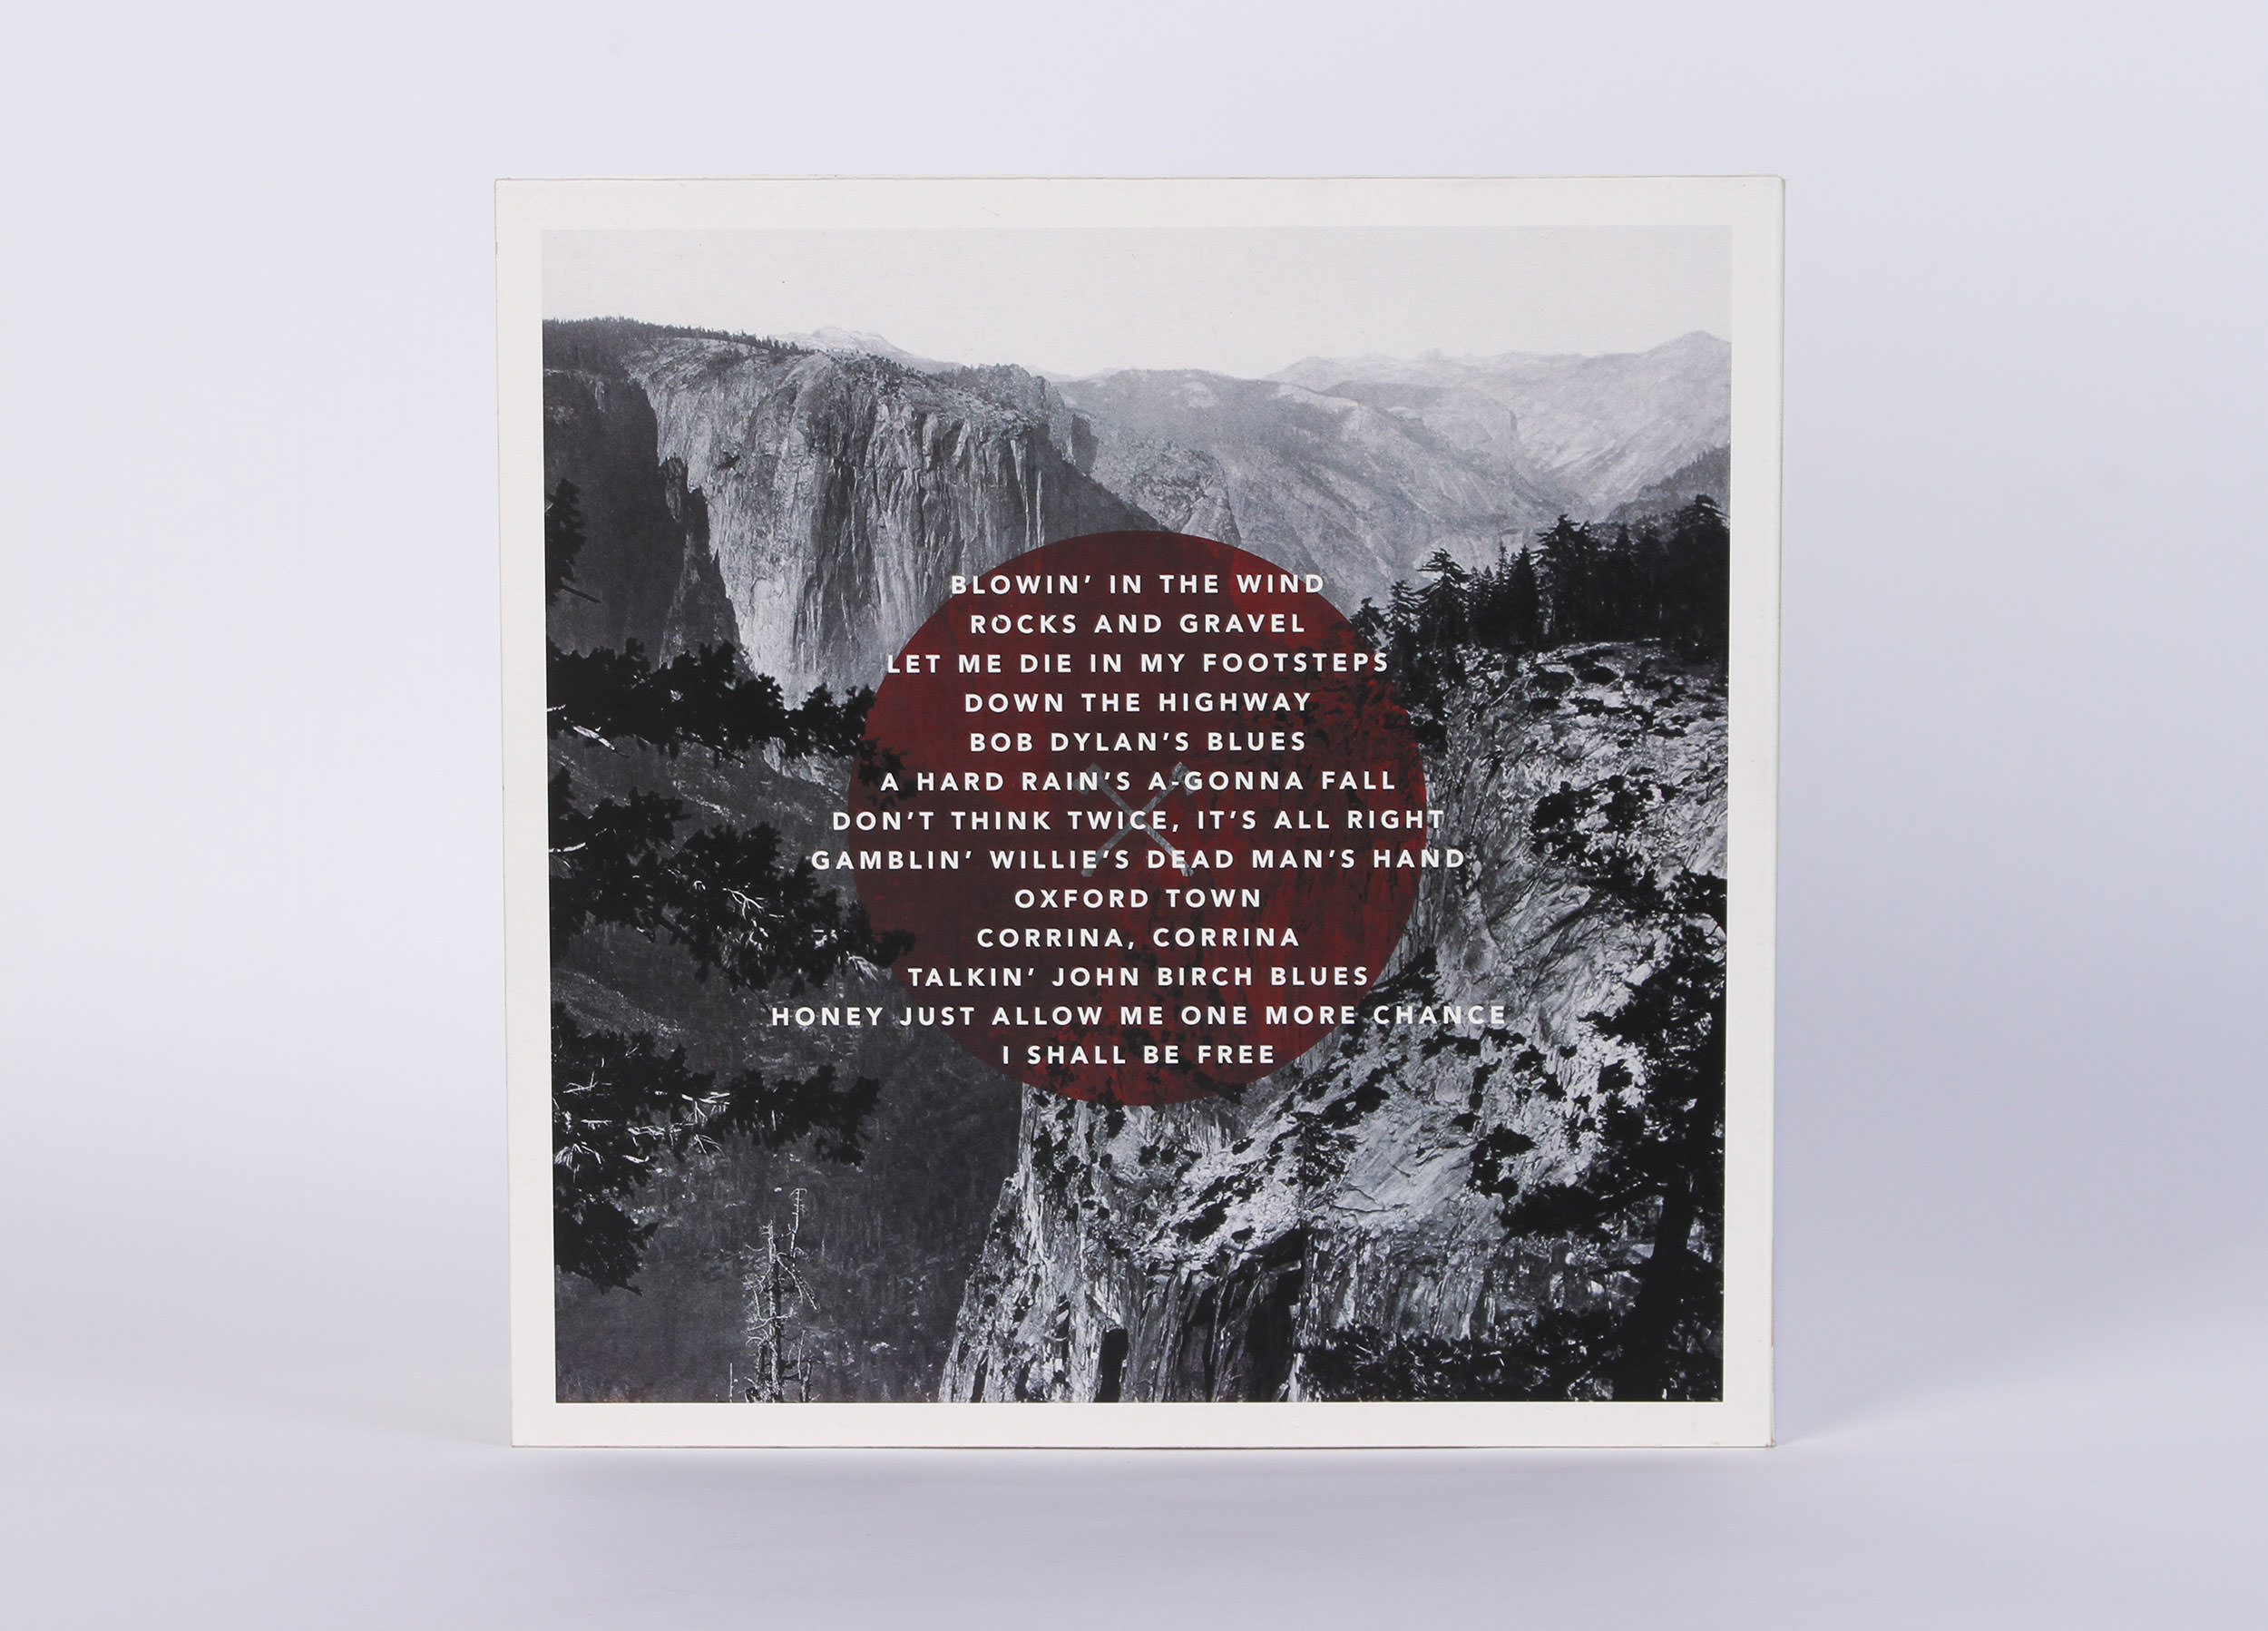 BLOWIN’ IN THE WIND
ROCKS AND GRAVEL
LET ME DIE IN MY FOOTSTEPS
DOWN THE HIGHWAY
BOB DYLAN’S BLUES
A HARD RAIN’S A-GONNA FALL
DON’T THINK TWICE, IT’S ALL RIGHT
GAMBLIN’ WILLIE’S DEAD MAN’S HAND
OXFORD TOWN
CORRINA, CORRINA
TALKIN’ JOHN BIRCH BLUES
HONEY JUST ALLOW ME ONE MORE CHANCE
I SHALL BE FREE